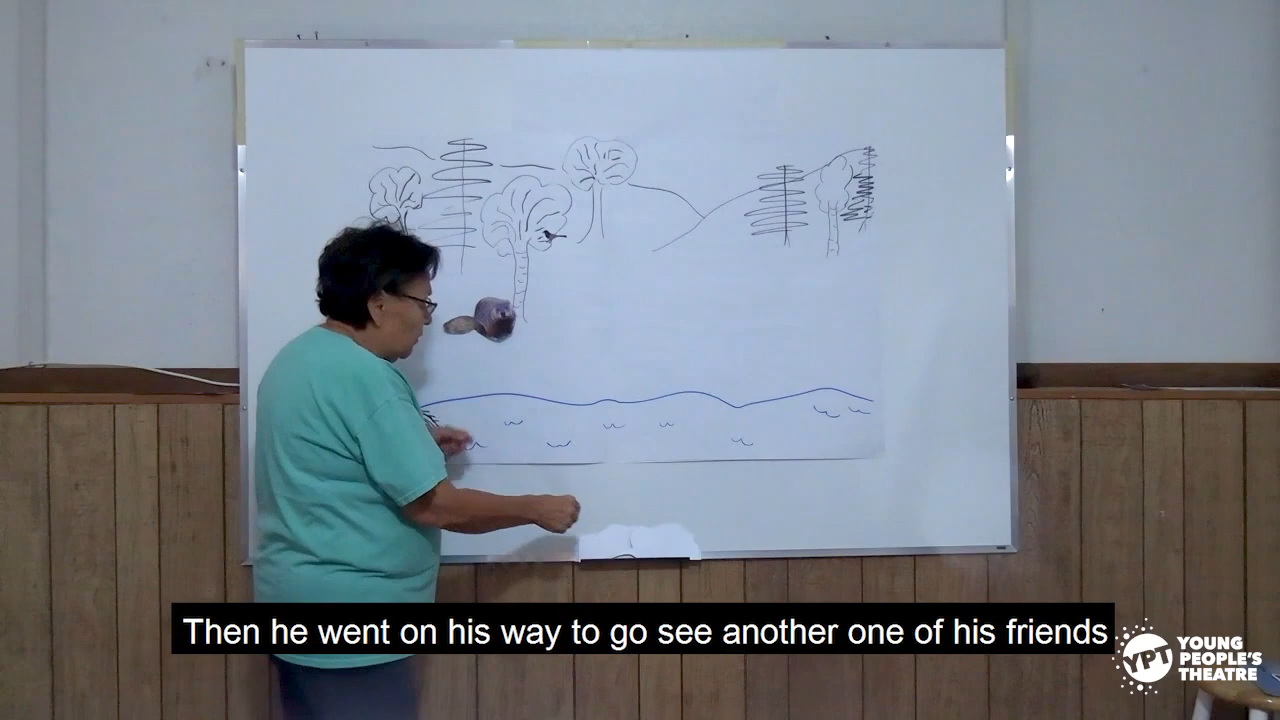 Then he went on his way to go see another one of his friends
YPT
YOUNG
PEOPLE'S
THEATRE